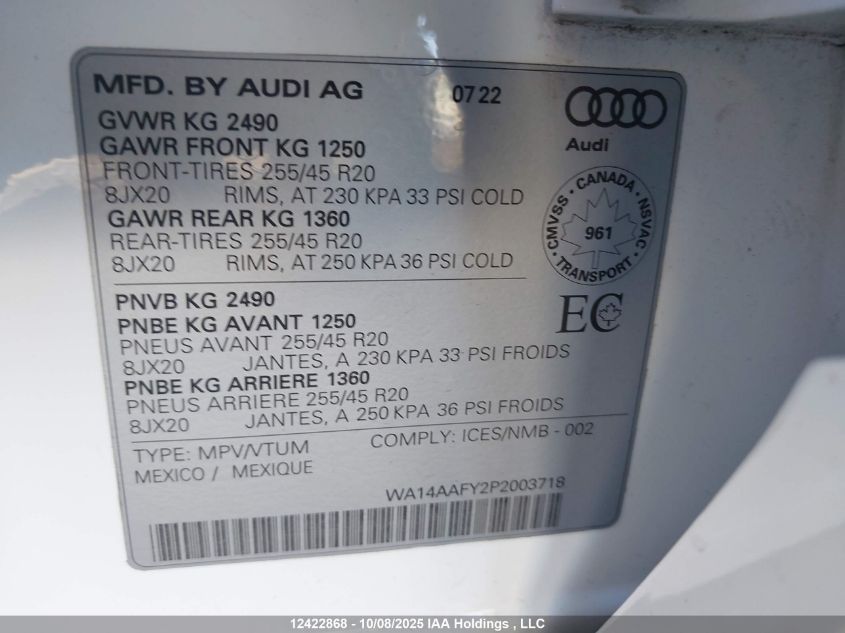 MFD. BY AUDI AG 07 22
GVWR KG 2490
GAWR FRONT KG 1250
Audi
FRONT-TIRES 255/45 R20
8JX20 RIMS, AT 230 KPA 33 PSI COLD
GAWR REAR KG 1360
REAR-TIRES 255/45 R20
8JX20 RIMS, AT 250 KPA 36 PSI COLD
CMVSS • CANADA • NSVAC • TRANSPORT •
961
PNVB KG 2490
PNBE KG AVANT 1250
EC
PNEUS AVANT 255/45 R20
8JX20 JANTES, A 230 KPA 33 PSI FROIDS
PNBE KG ARRIERE 1360
PNEUS ARRIERE 255/45 R20
8JX20 JANTES, A 250 KPA 36 PSI FROIDS
TYPE: MPV/VTUM COMPLY: ICES/NMB - 002
MEXICO / MEXIQUE
WA14AAFY2P2003718
12422868 - 10/08/2025 IAA Holdings , LLC